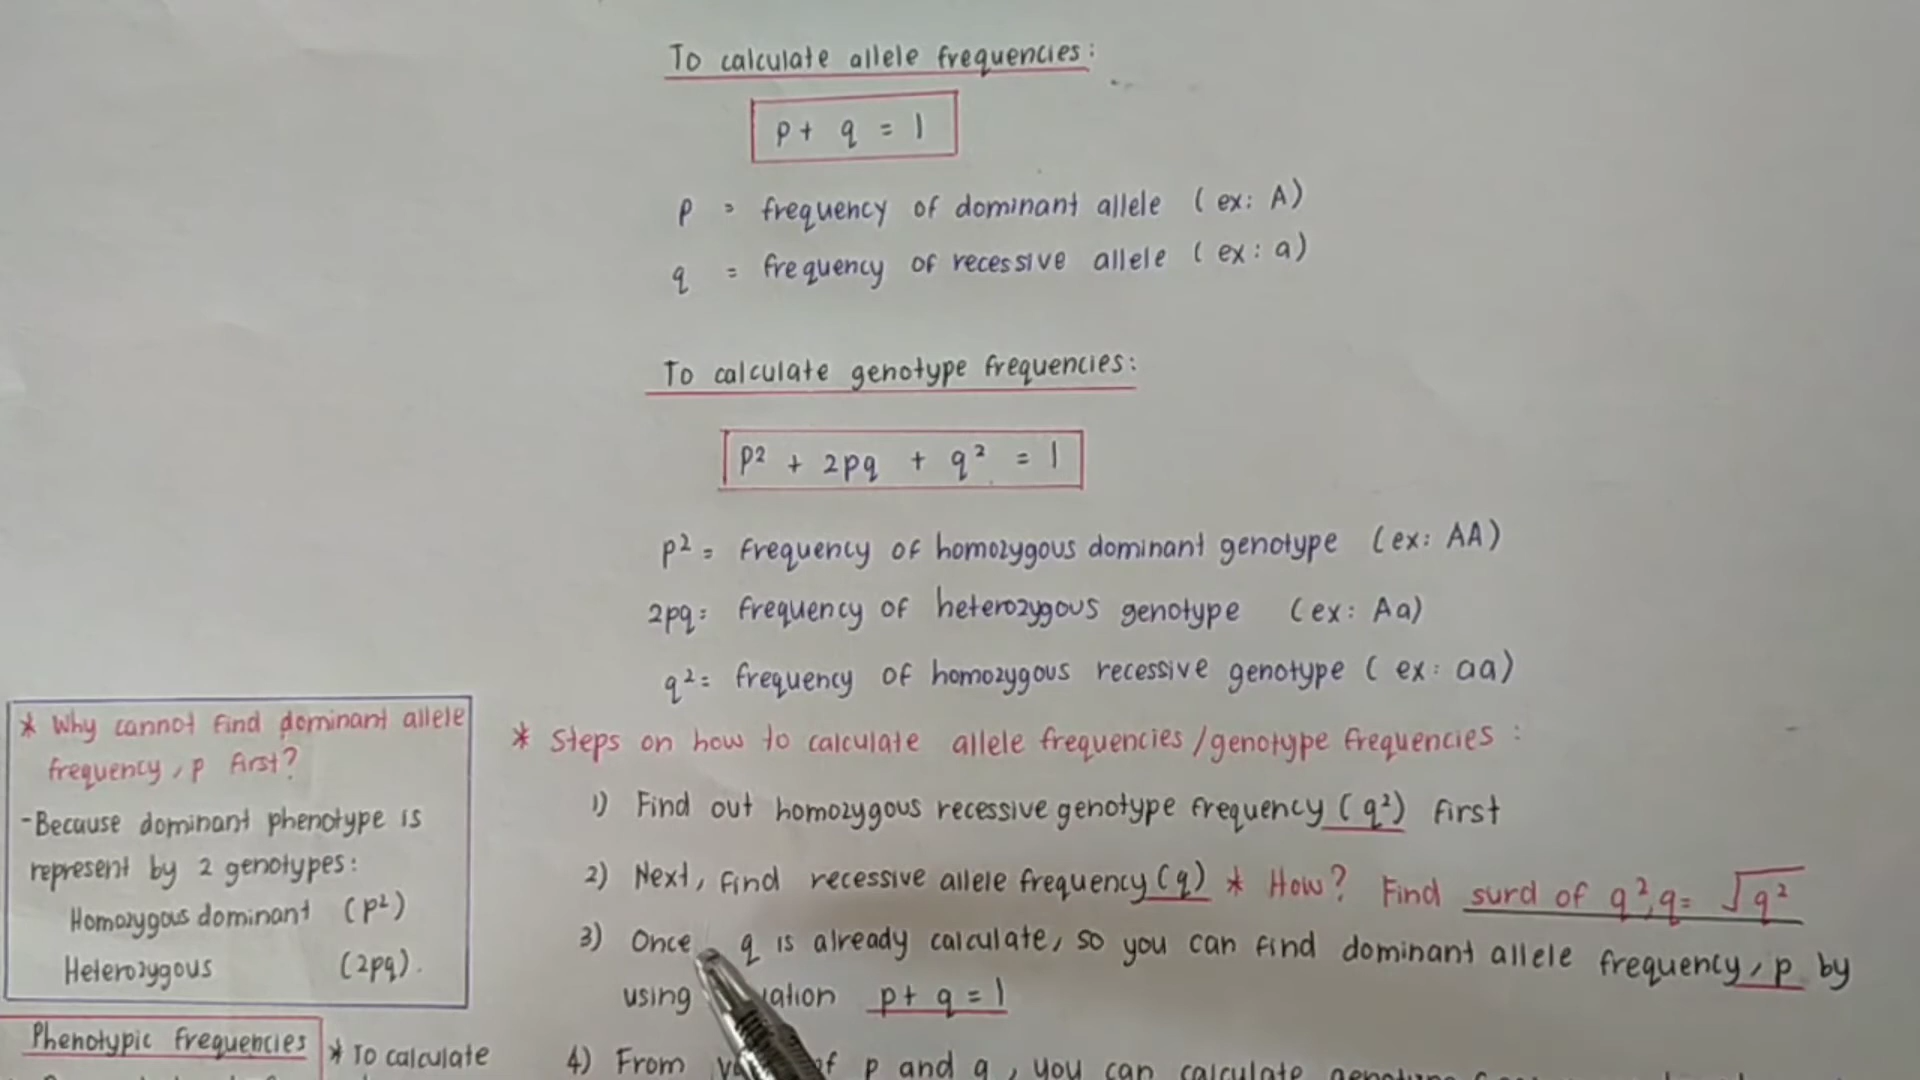 To calculate allele frequencies:
p + q = 1
p = frequency of dominant allele (ex: A)
q = frequency of recessive allele (ex: a)
To calculate genotype frequencies:
p² + 2pq + q² = 1
p² = frequency of homozygous dominant genotype (ex: AA)
2pq = frequency of heterozygous genotype (ex: Aa)
q² = frequency of homozygous recessive genotype (ex: aa)
* Why cannot find dominant allele
frequency, p first?
- Because dominant phenotype is
represent by 2 genotypes:
Homozygous dominant (p²)
Heterozygous (2pq).
Phenotypic frequencies
* To calculate
* Steps on how to calculate allele frequencies/genotype frequencies:
1) Find out homozygous recessive genotype frequency (q²) first
2) Next, find recessive allele frequency (q) * How? Find surd of q², q = √q²
3) Once q is already calculate, so you can find dominant allele frequency, p by
using p + q = 1
4) From of p and q, you can calculate